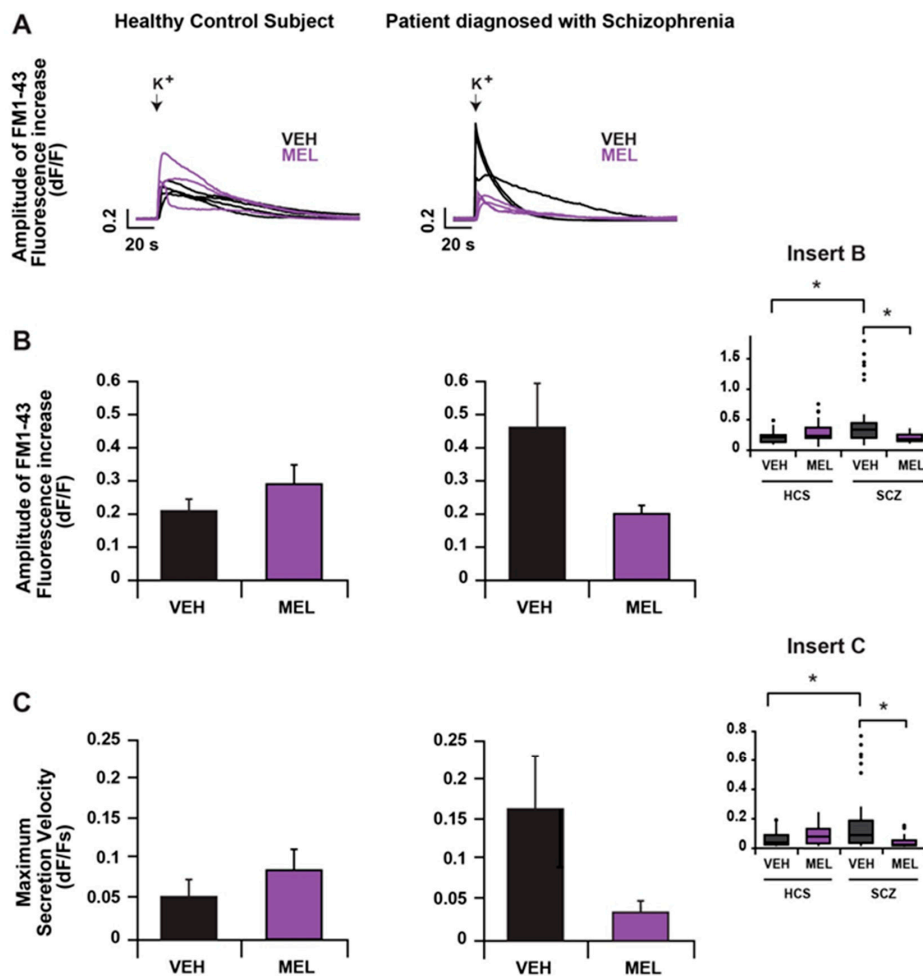 A
Healthy Control Subject
Patient diagnosed with Schizophrenia
Amplitude of FM1-43
Fluorescence increase
(dF/F)
K+
VEH
MEL
0.2
20 s
K+
VEH
MEL
0.2
20 s
Insert B
*
*
1.5
1.0
0.5
0
VEH
MEL
VEH
MEL
HCS
SCZ
B
Amplitude of FM1-43
Fluorescence increase
(dF/F)
0.6
0.5
0.4
0.3
0.2
0.1
0
VEH
MEL
0.6
0.5
0.4
0.3
0.2
0.1
0
VEH
MEL
Insert C
*
*
0.8
0.6
0.4
0.2
0
VEH
MEL
VEH
MEL
HCS
SCZ
C
Maximum
Secretion Velocity
(dF/Fs)
0.25
0.2
0.15
0.1
0.05
0
VEH
MEL
0.25
0.2
0.15
0.1
0.05
0
VEH
MEL